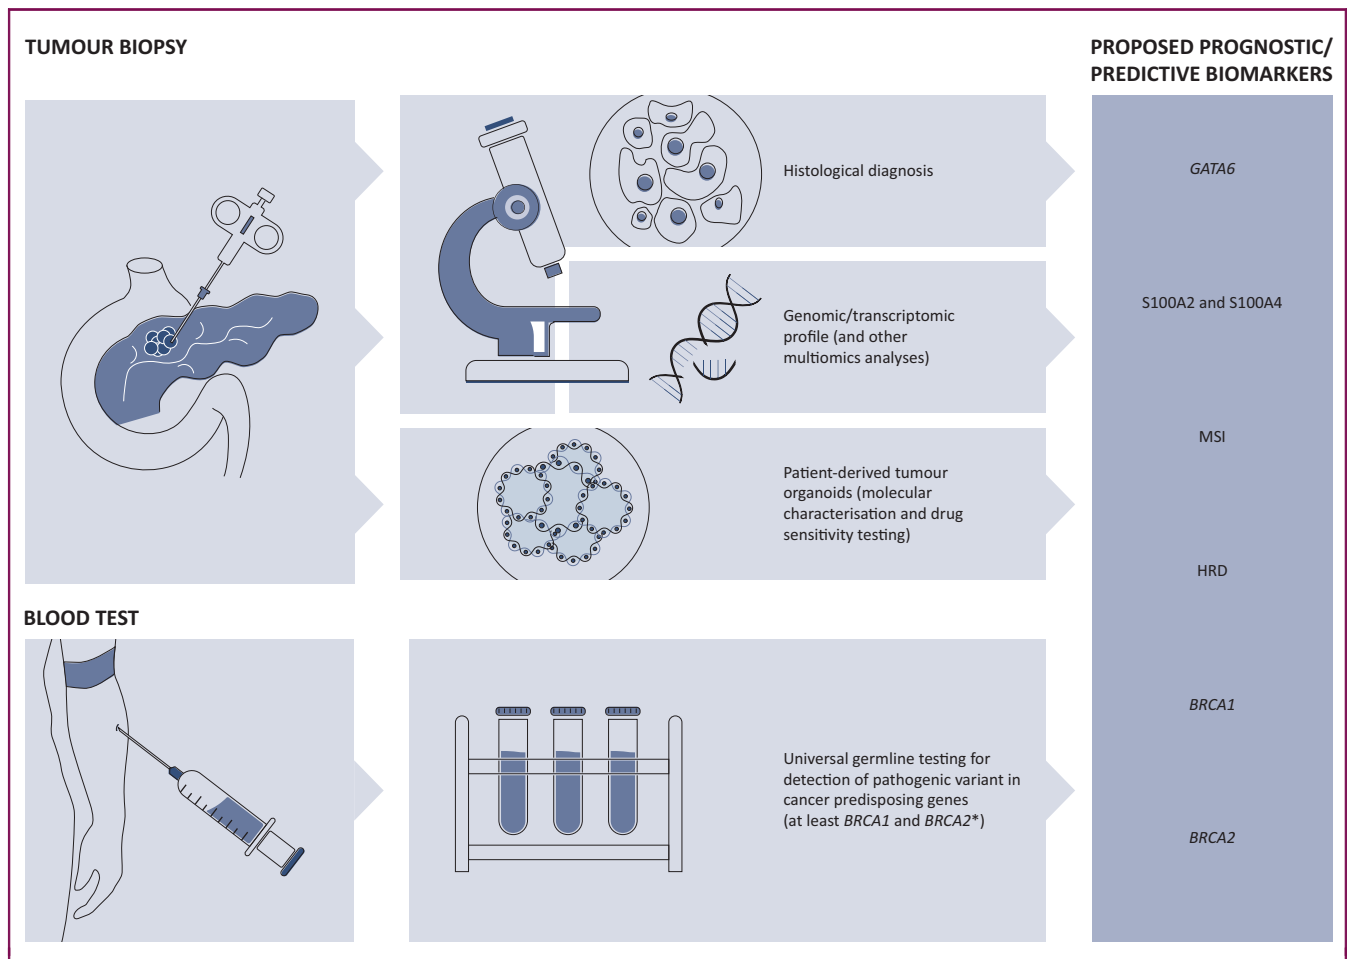 TUMOUR BIOPSY
PROPOSED PROGNOSTIC/
PREDICTIVE BIOMARKERS
Histological diagnosis
Genomic/transcriptomic
profile (and other
multiomics analyses)
Patient-derived tumour
organoids (molecular
characterisation and drug
sensitivity testing)
BLOOD TEST
Universal germline testing for
detection of pathogenic variant in
cancer predisposing genes
(at least BRCA1 and BRCA2*)
GATA6
S100A2 and S100A4
MSI
HRD
BRCA1
BRCA2